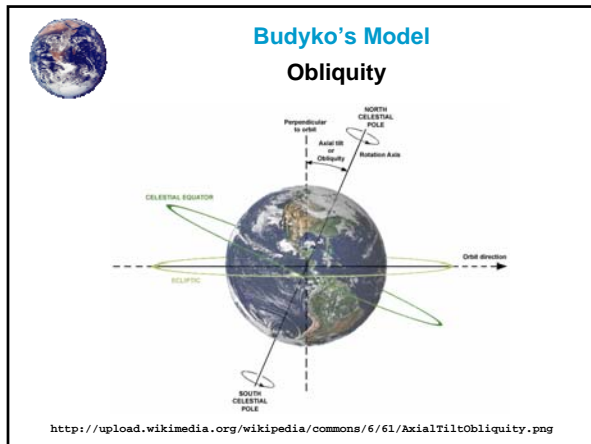 Budyko's Model
Obliquity
NORTH
CELESTIAL
POLE
Perpendicular
to orbit
Axial tilt
or
Obliquity
Rotation Axis
CELESTIAL EQUATOR
Orbit direction
ECLIPTIC
SOUTH
CELESTIAL
POLE
http://upload.wikimedia.org/wikipedia/commons/6/61/AxialTiltObliquity.png